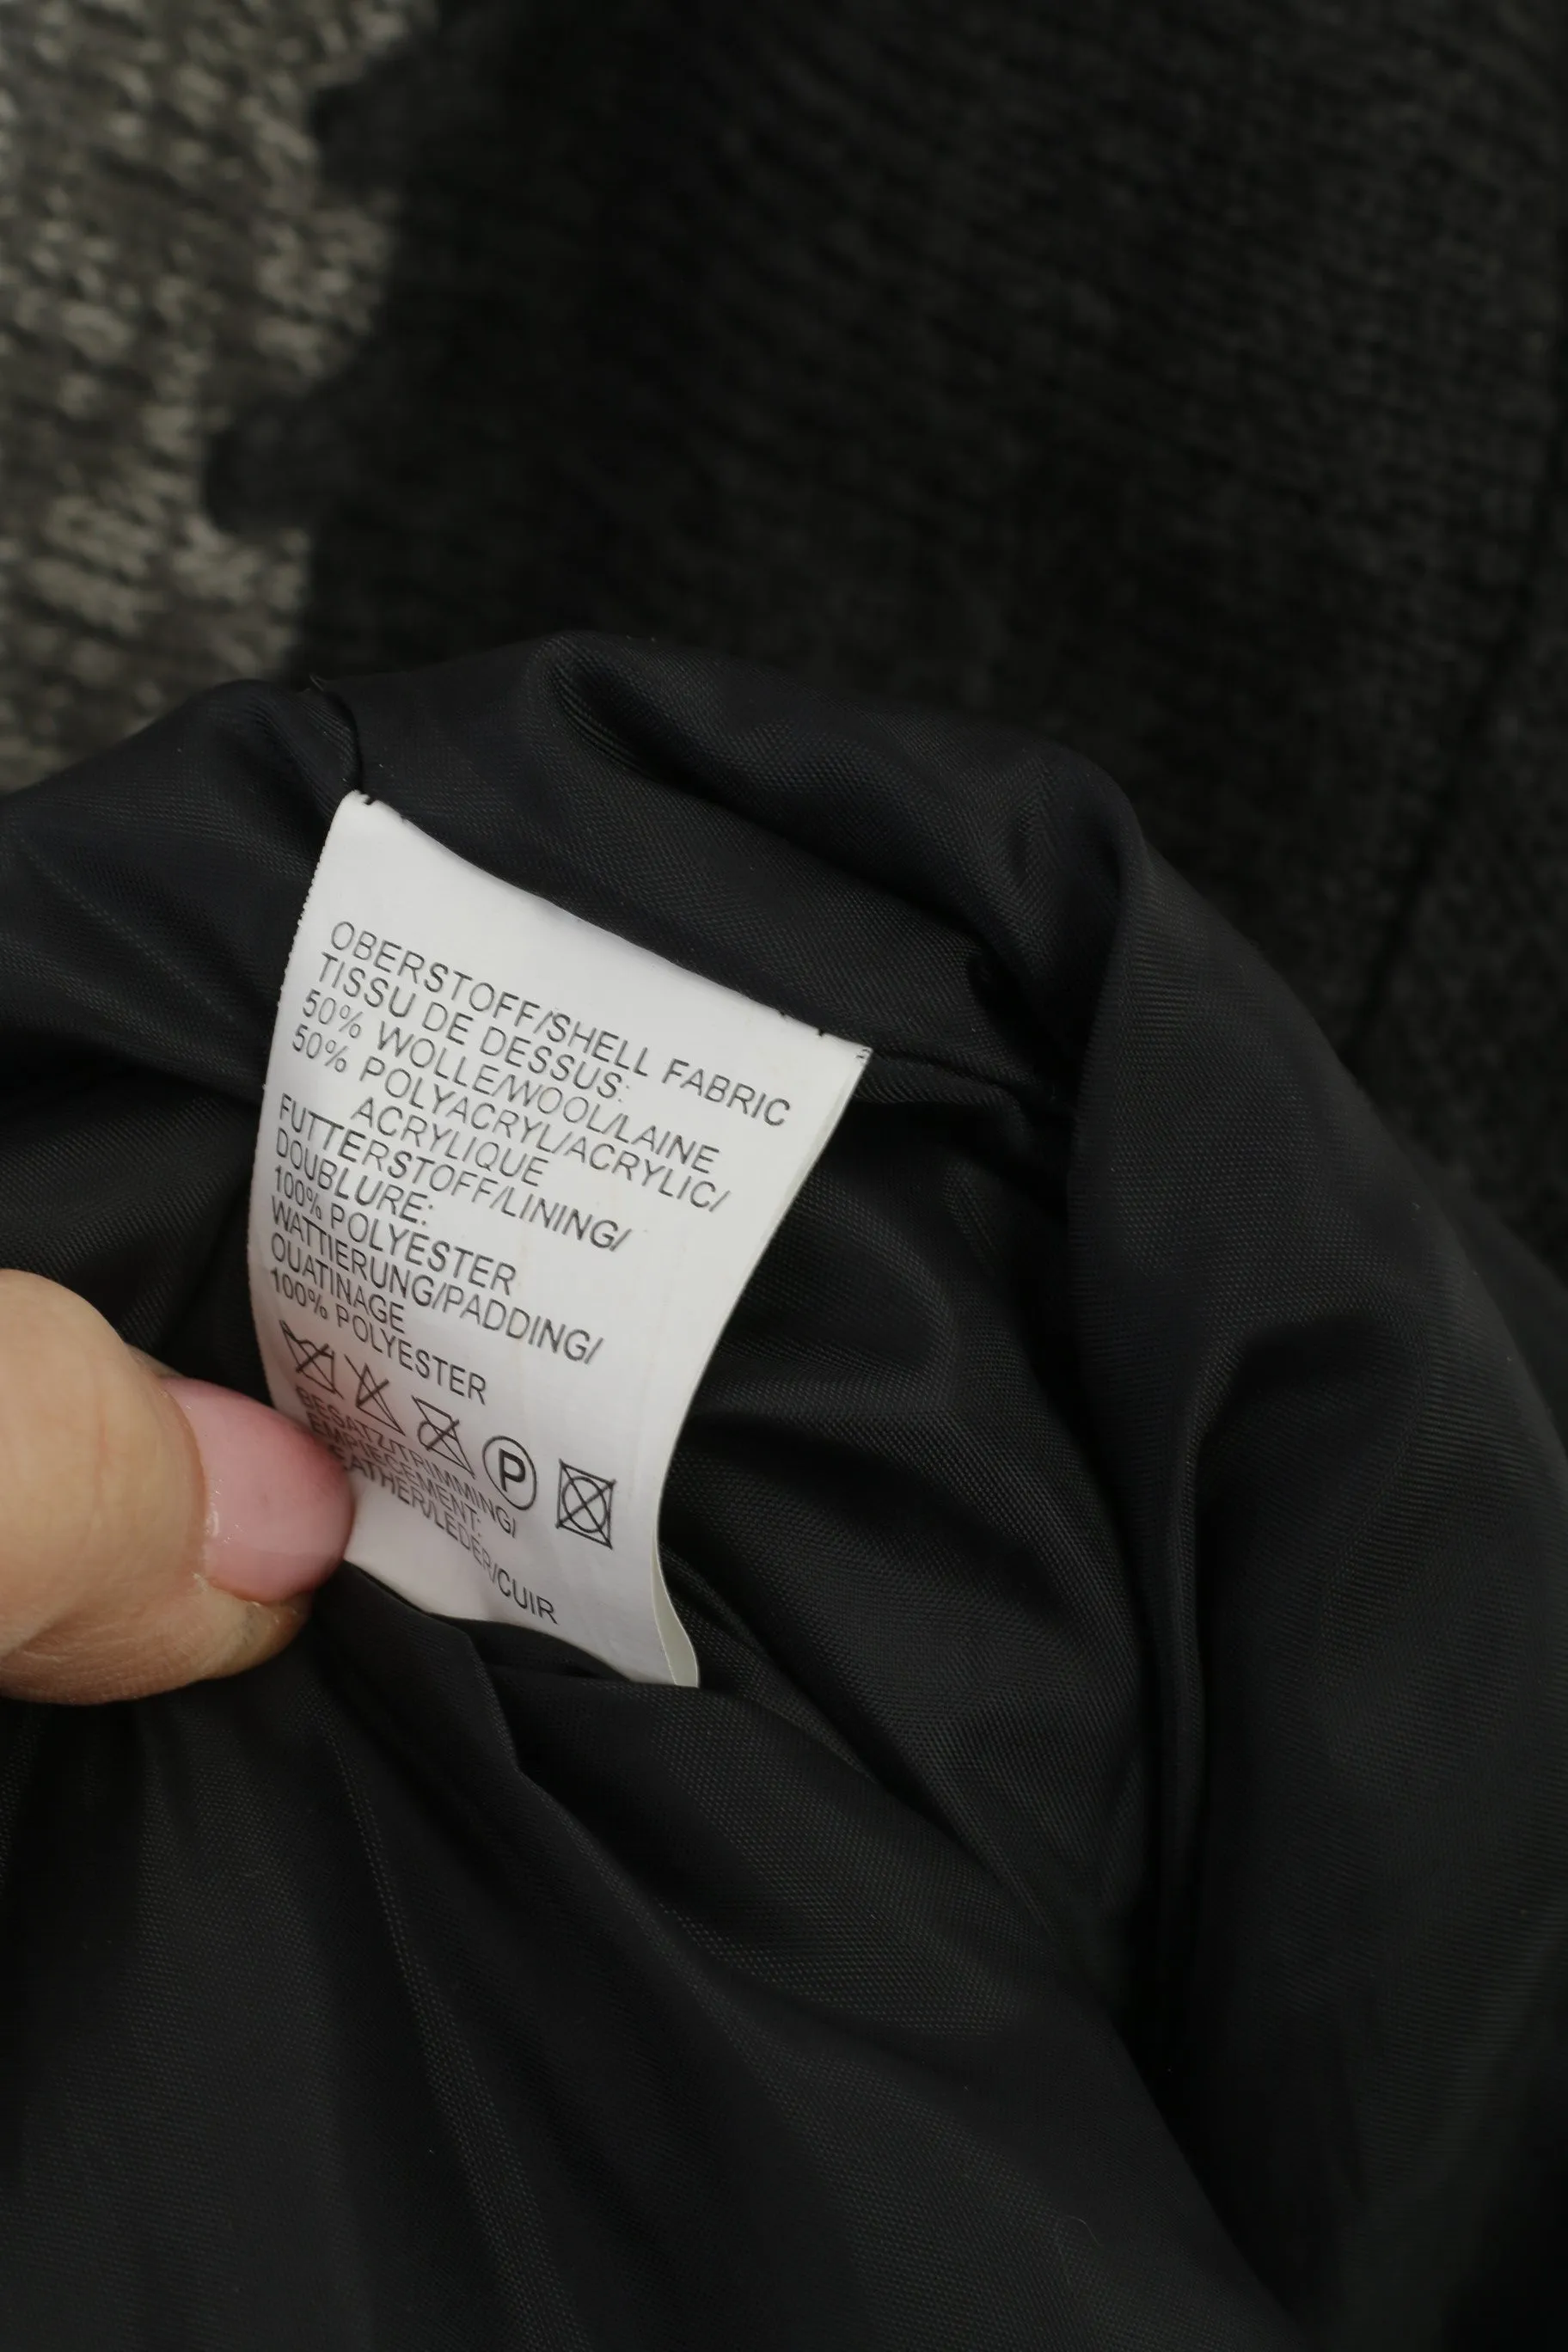 OBERSTOFF/SHELL FABRIC
TISSU DE DESSUS:
50% WOLLE/WOOL/LAINE
50% POLYACRYL/ACRYLIC/
ACRYLIQUE
FUTTERSTOFF/LINING/
DOUBLURE:
100% POLYESTER
WATTIERUNG/PADDING/
OUATINAGE
100% POLYESTER
P
BESATZ/TRIMMING/
EMPIECEMENT:
LEATHER/LEDER/CUIR